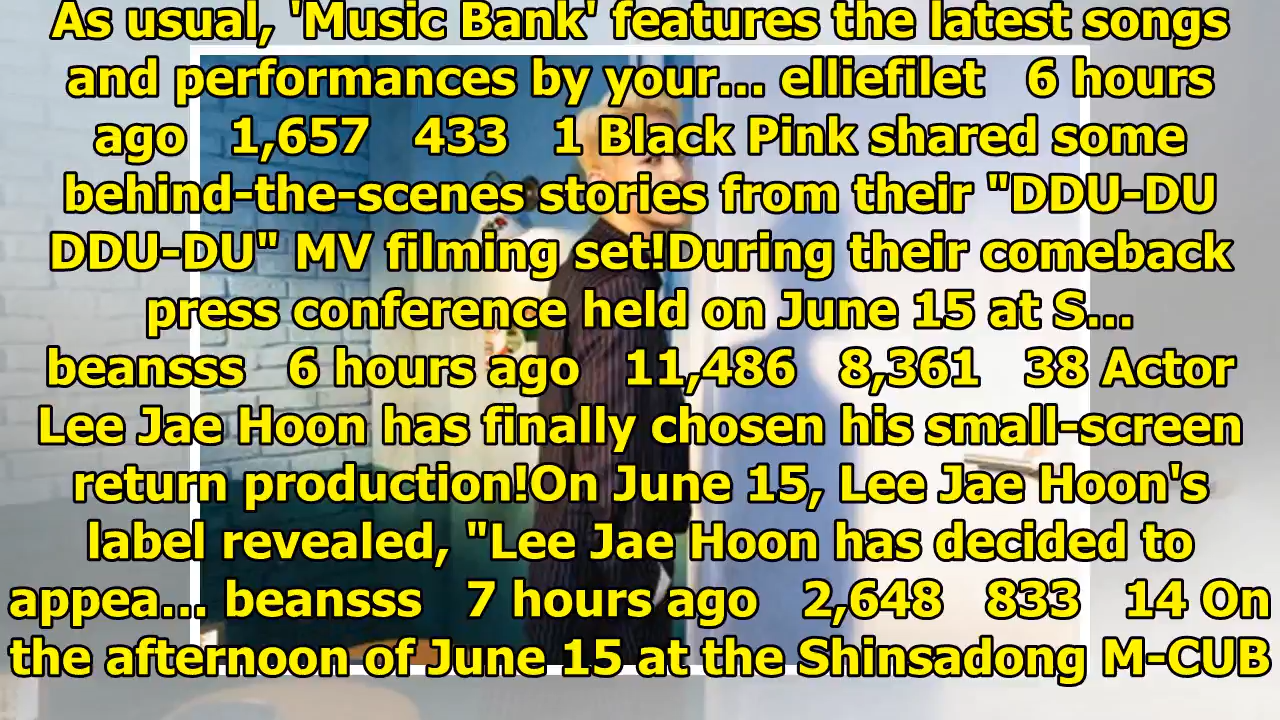 As usual, 'Music Bank' features the latest songs
and performances by your... elliefilet 6 hours
ago 1,657 433 1 Black Pink shared some
behind-the-scenes stories from their "DDU-DU
DDU-DU" MV filming set!During their comeback
press conference held on June 15 at S...
beansss 6 hours ago 11,486 8,361 38 Actor
Lee Jae Hoon has finally chosen his small-screen
return production!On June 15, Lee Jae Hoon's
label revealed, "Lee Jae Hoon has decided to
appea... beansss 7 hours ago 2,648 833 14 On
the afternoon of June 15 at the Shinsadong M-CUB